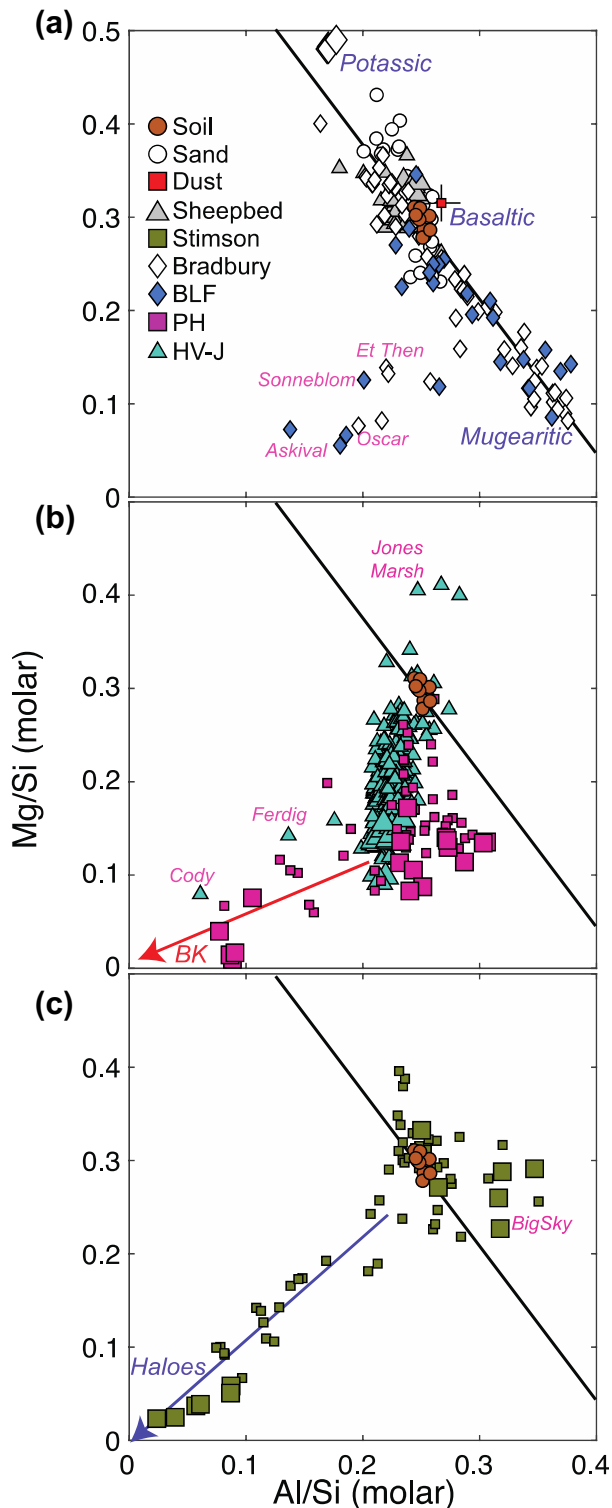 (a)
0.5
0.4
0.3
0.2
0.1
0
Potassic
Soil
Sand
Dust
Sheepbed
Stimson
Bradbury
BLF
PH
HV-J
Basaltic
Et Then
Sonneblom
Askival
Oscar
Mugearitic
(b)
0.4
0.3
0.2
0.1
0
Mg/Si (molar)
Jones
Marsh
Ferdig
Cody
BK
(c)
0.4
0.3
0.2
0.1
0
BigSky
Haloes
0
0.1
0.2
0.3
0.4
Al/Si (molar)